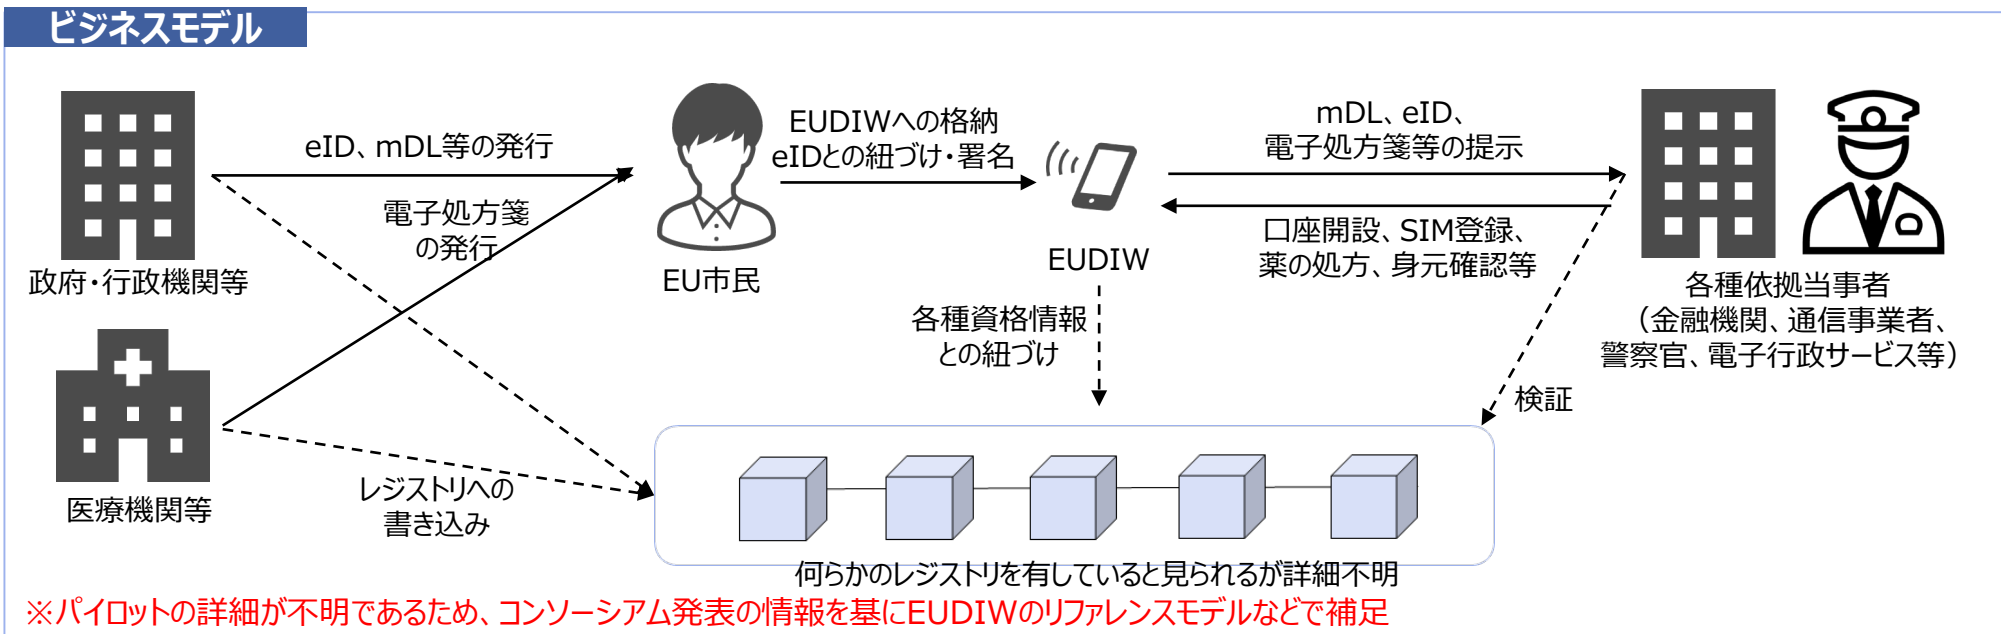 ビジネスモデル
eID、mDL等の発行
電子処方箋
の発行
政府・行政機関等
医療機関等
レジストリへの
書き込み
EU市民
EUDIWへの格納
eIDとの紐づけ・署名
EUDIW
各種資格情報
との紐づけ
mDL、eID、
電子処方箋等の提示
口座開設、SIM登録、
薬の処方、身元確認等
各種依拠当事者
（金融機関、通信事業者、
警察官、電子行政サービス等）
検証
何らかのレジストリを有していると見られるが詳細不明
※パイロットの詳細が不明であるため、コンソーシアム発表の情報を基にEUDIWのリファレンスモデルなどで補足